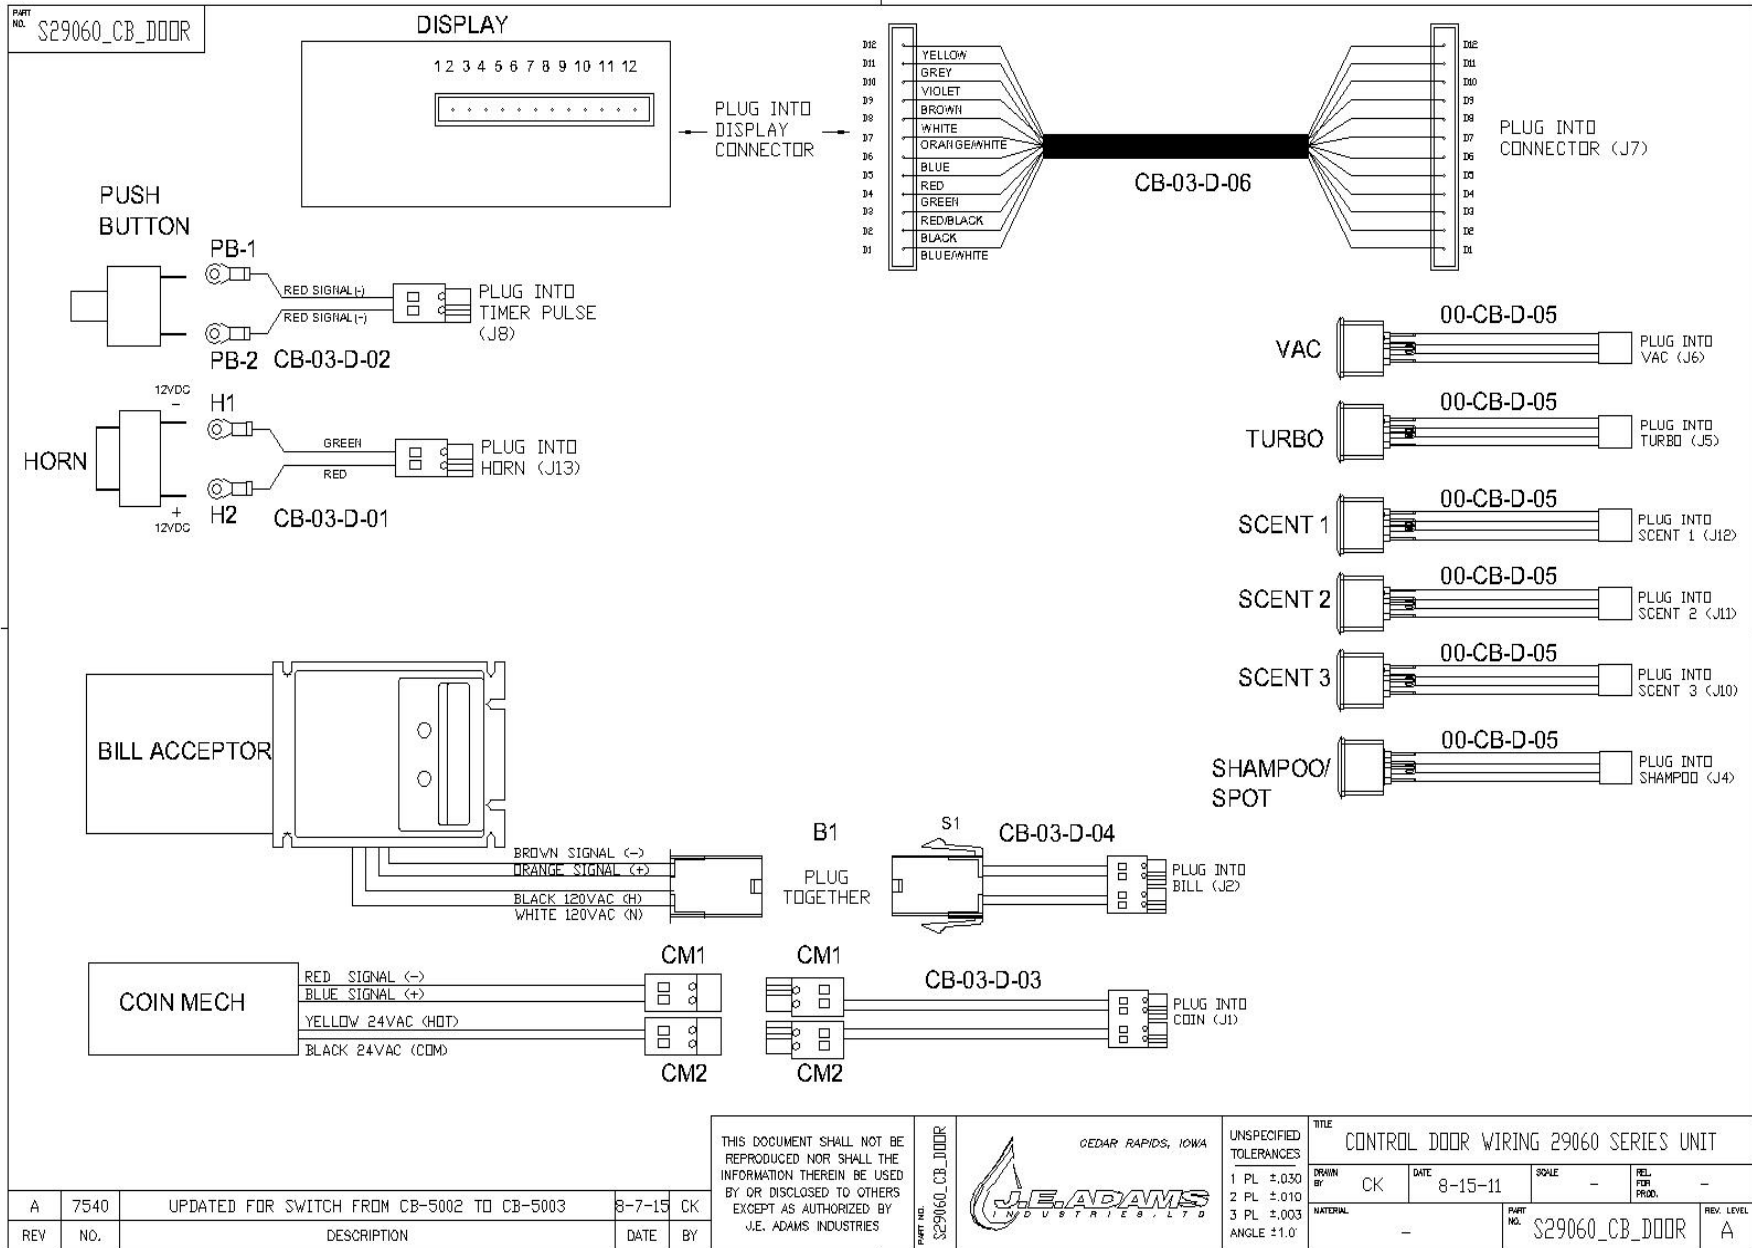 PART NO. S29060_CB_DOOR
DISPLAY
1 2 3 4 5 6 7 8 9 10 11 12
PLUG INTO
DISPLAY
CONNECTOR
D12
D11
D10
D9
D8
D7
D6
D5
D4
D3
D2
D1
YELLOW
GREY
VIOLET
BROWN
WHITE
ORANGE/WHITE
BLUE
RED
GREEN
RED/BLACK
BLACK
BLUE/WHITE
CB-03-D-06
D12
D11
D10
D9
D8
D7
D6
D5
D4
D3
D2
D1
PLUG INTO
CONNECTOR (J7)
PUSH
BUTTON
PB-1
RED SIGNAL(-)
RED SIGNAL(-)
PB-2
CB-03-D-02
PLUG INTO
TIMER PULSE
(J8)
HORN
12VDC
-
H1
GREEN
RED
H2
+
12VDC
CB-03-D-01
PLUG INTO
HORN (J13)
VAC
00-CB-D-05
PLUG INTO
VAC (J6)
TURBO
00-CB-D-05
PLUG INTO
TURBO (J5)
SCENT 1
00-CB-D-05
PLUG INTO
SCENT 1 (J12)
SCENT 2
00-CB-D-05
PLUG INTO
SCENT 2 (J11)
SCENT 3
00-CB-D-05
PLUG INTO
SCENT 3 (J10)
SHAMPOO/
SPOT
00-CB-D-05
PLUG INTO
SHAMPOO (J4)
BILL ACCEPTOR
BROWN SIGNAL (-)
ORANGE SIGNAL (+)
BLACK 120VAC (H)
WHITE 120VAC (N)
B1
PLUG
TOGETHER
S1
CB-03-D-04
PLUG INTO
BILL (J2)
COIN MECH
RED SIGNAL (-)
BLUE SIGNAL (+)
YELLOW 24VAC (HOT)
BLACK 24VAC (COM)
CM1
CM2
CM1
CM2
CB-03-D-03
PLUG INTO
COIN (J1)
A 7540 UPDATED FOR SWITCH FROM CB-5002 TO CB-5003 8-7-15 CK
REV NO. DESCRIPTION DATE BY
THIS DOCUMENT SHALL NOT BE
REPRODUCED NOR SHALL THE
INFORMATION THEREIN BE USED
BY OR DISCLOSED TO OTHERS
EXCEPT AS AUTHORIZED BY
J.E. ADAMS INDUSTRIES
PART NO. S29060_CB_DOOR
CEDAR RAPIDS, IOWA
J.E.ADAMS
INDUSTRIES, LTD
UNSPECIFIED
TOLERANCES
1 PL ±.030
2 PL ±.010
3 PL ±.003
ANGLE ±1.0°
TITLE
CONTROL DOOR WIRING 29060 SERIES UNIT
DRAWN BY CK
DATE 8-15-11
SCALE -
REL. FOR PROD. -
MATERIAL -
PART NO. S29060_CB_DOOR
REV. LEVEL A